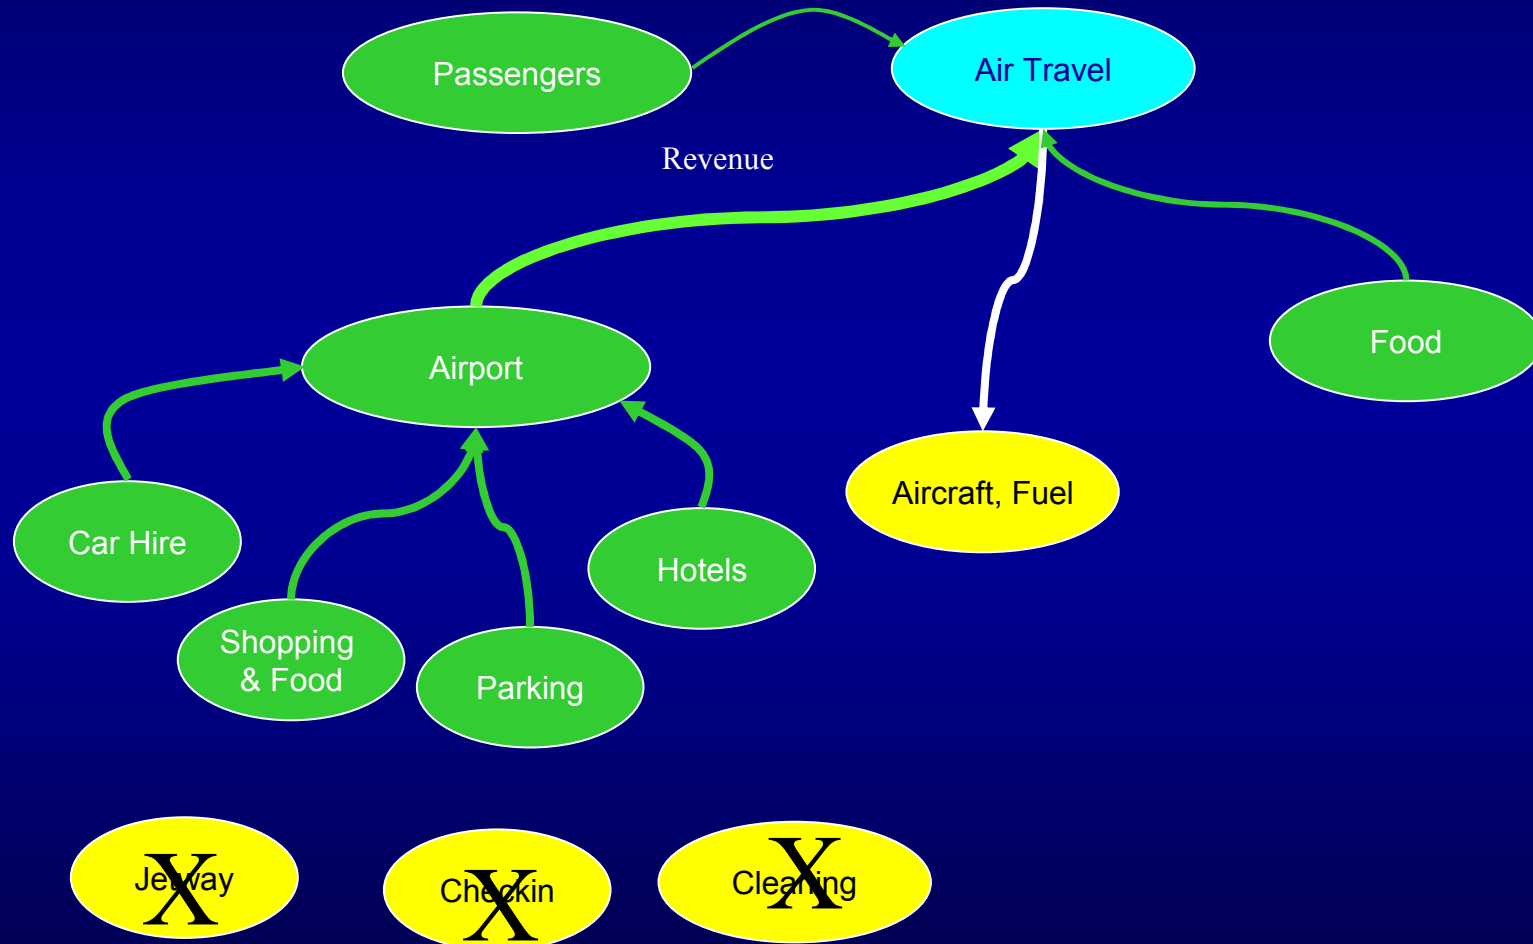 Passengers
Air Travel
Revenue
Airport
Food
Car Hire
Aircraft, Fuel
Hotels
Shopping
& Food
Parking
Jetway
X
Checkin
X
Cleaning
X